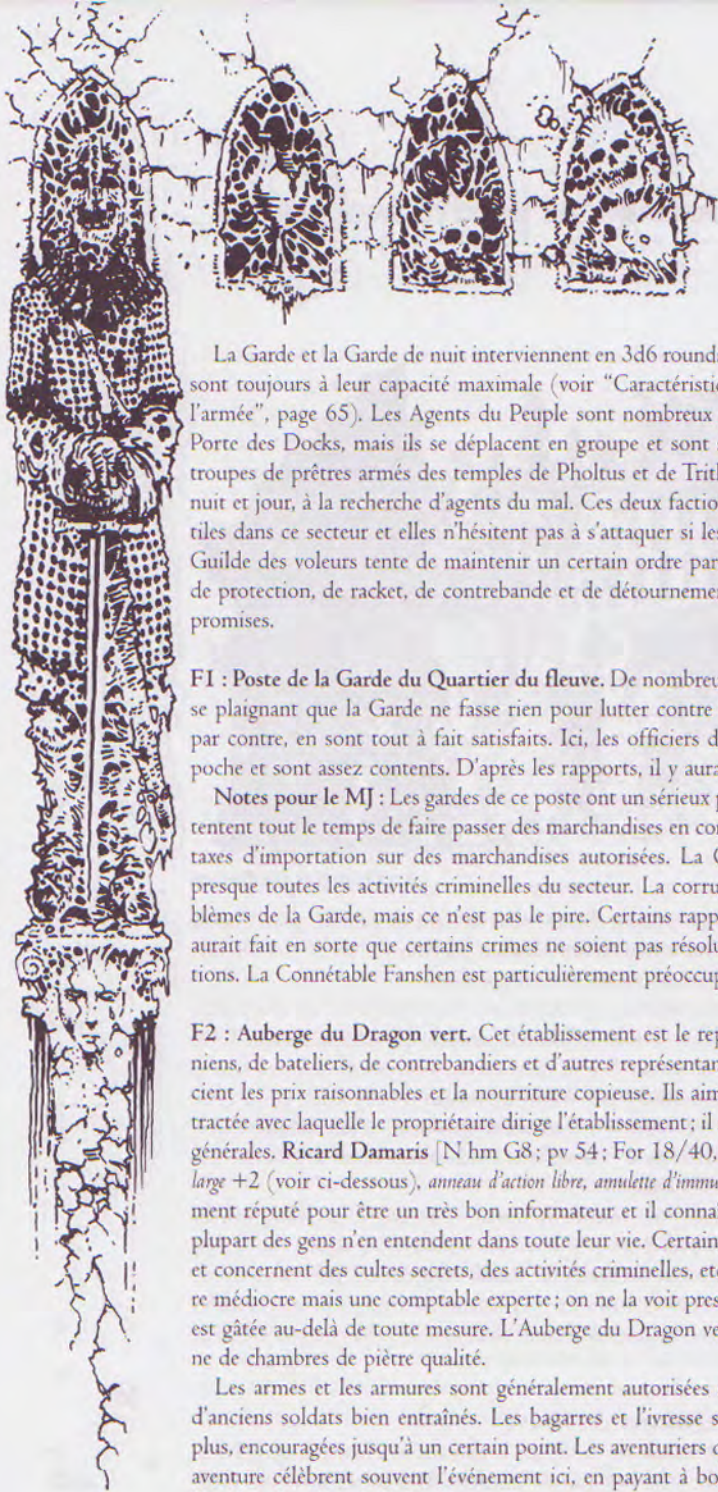 La Garde et la Garde de nuit interviennent en 3d6 rounds
sont toujours à leur capacité maximale (voir "Caractéristic
l'armée", page 65). Les Agents du Peuple sont nombreux
Porte des Docks, mais ils se déplacent en groupe et sont
troupes de prêtres armés des temples de Pholtus et de Trith
nuit et jour, à la recherche d'agents du mal. Ces deux faction
tiles dans ce secteur et elles n'hésitent pas à s'attaquer si les
Guilde des voleurs tente de maintenir un certain ordre par
de protection, de racket, de contrebande et de détournemen
promises.
F1 : Poste de la Garde du Quartier du fleuve. De nombreu
se plaignant que la Garde ne fasse rien pour lutter contre
par contre, en sont tout à fait satisfaits. Ici, les officiers d
poche et sont assez contents. D'après les rapports, il y aura
Notes pour le MJ : Les gardes de ce poste ont un sérieux p
tentent tout le temps de faire passer des marchandises en con
taxes d'importation sur des marchandises autorisées. La G
presque toutes les activités criminelles du secteur. La corru
blèmes de la Garde, mais ce n'est pas le pire. Certains rapp
aurait fait en sorte que certains crimes ne soient pas résolu
tions. La Connétable Fanshen est particulièrement préoccup
F2 : Auberge du Dragon vert. Cet établissement est le rep
niens, de bateliers, de contrebandiers et d'autres représentan
cient les prix raisonnables et la nourriture copieuse. Ils aim
tractée avec laquelle le propriétaire dirige l'établissement ; il
générales. Ricard Damaris [N hm G8 ; pv 54 ; For 18/40,
large +2 (voir ci-dessous), anneau d'action libre, amulette d'immu
ment réputé pour être un très bon informateur et il connaî
plupart des gens n'en entendent dans toute leur vie. Certain
et concernent des cultes secrets, des activités criminelles, etc
re médiocre mais une comptable experte ; on ne la voit pres
est gâtée au-delà de toute mesure. L'Auberge du Dragon ve
ne de chambres de piètre qualité.
Les armes et les armures sont généralement autorisées
d'anciens soldats bien entraînés. Les bagarres et l'ivresse s
plus, encouragées jusqu'à un certain point. Les aventuriers q
aventure célèbrent souvent l'événement ici, en payant à bo